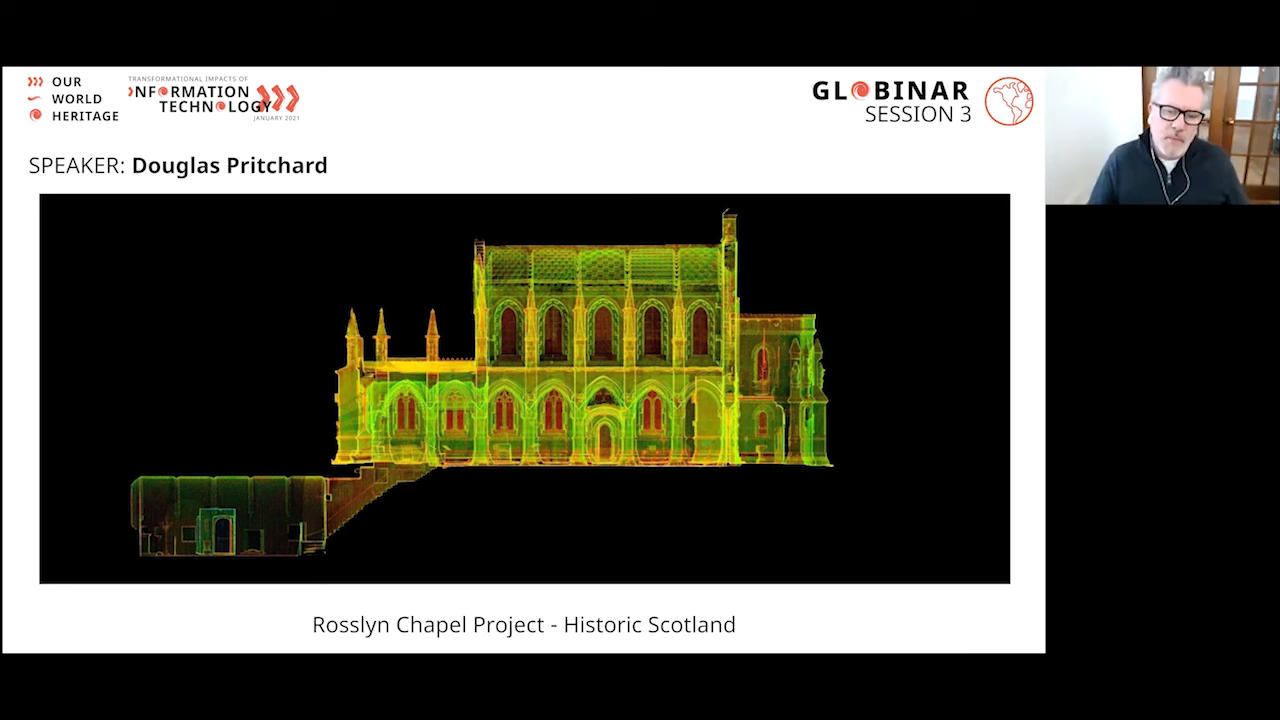 OUR
WORLD
HERITAGE
TRANSFORMATIONAL IMPACTS OF
INFORMATION
TECHNOLOGY
JANUARY 2021
GLOBINAR
SESSION 3
SPEAKER: Douglas Pritchard
Rosslyn Chapel Project - Historic Scotland